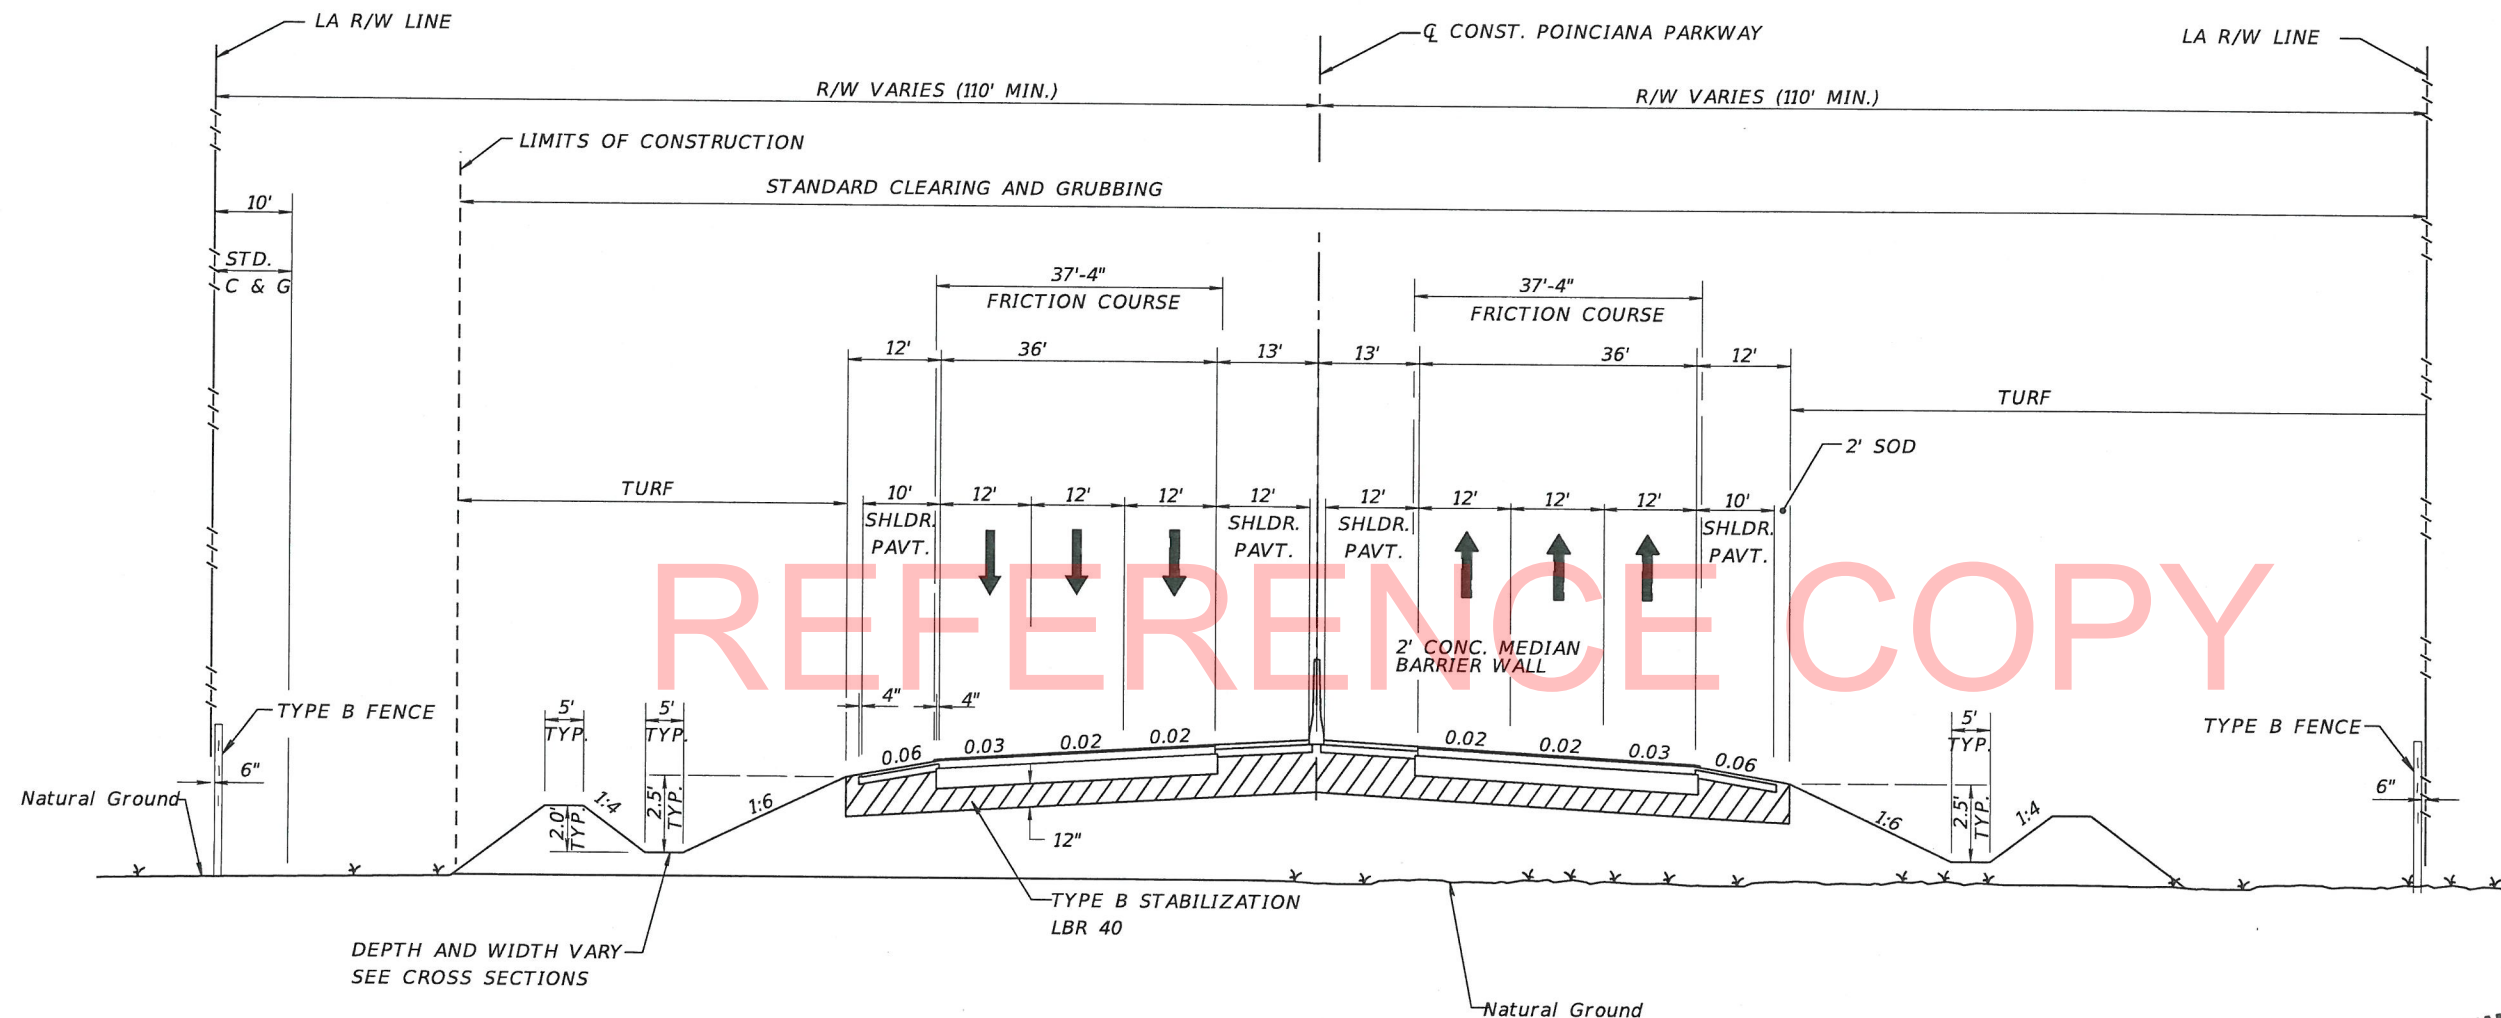 LA R/W LINE
℄ CONST. POINCIANA PARKWAY
LA R/W LINE
R/W VARIES (110' MIN.)
R/W VARIES (110' MIN.)
LIMITS OF CONSTRUCTION
STANDARD CLEARING AND GRUBBING
10'
STD.
C & G
37'-4"
FRICTION COURSE
37'-4"
FRICTION COURSE
12'
36'
13'
13'
36'
12'
TURF
2' SOD
TURF
10'
SHLDR.
PAVT.
12'
12'
12'
12'
SHLDR.
PAVT.
12'
SHLDR.
PAVT.
12'
12'
12'
10'
SHLDR.
PAVT.
REFERENCE COPY
2' CONC. MEDIAN
BARRIER WALL
4"
4"
TYPE B FENCE
5'
TYP.
5'
TYP.
5'
TYP.
TYPE B FENCE
0.06
0.03
0.02
0.02
0.02
0.02
0.03
0.06
6"
6"
Natural Ground
1:4
2.0'
TYP.
2.5'
TYP.
1:6
12"
1:6
2.5'
TYP.
1:4
TYPE B STABILIZATION
LBR 40
DEPTH AND WIDTH VARY
SEE CROSS SECTIONS
Natural Ground